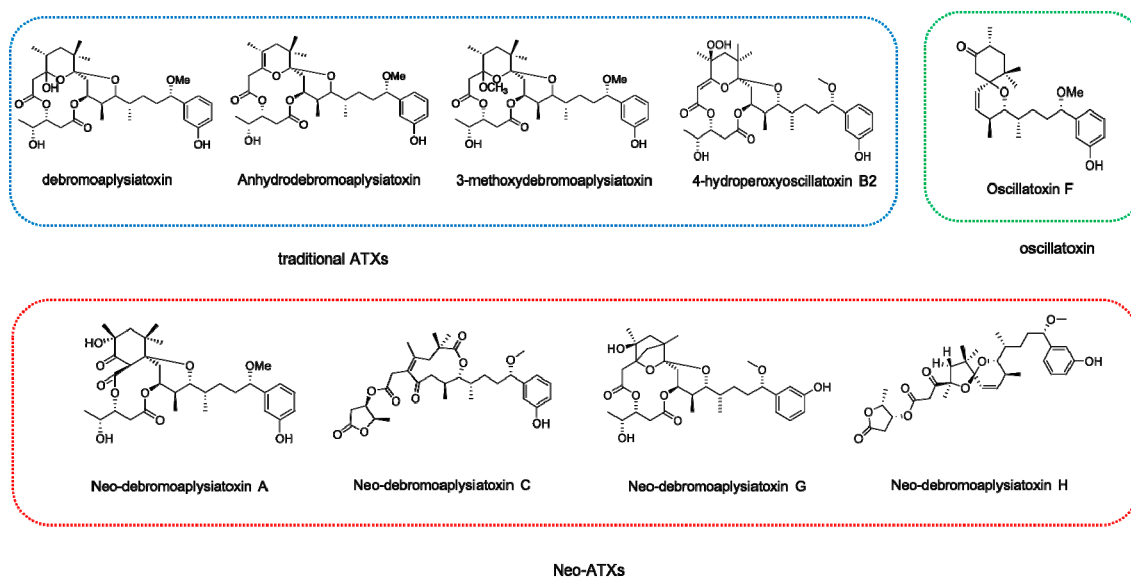 OH
O
O
O
O
O
O
OH
OMe
OH
debromoaplysiatoxin
O
O
O
O
O
O
OH
OMe
OH
Anhydrodebromoaplysiatoxin
O
OCH3
O
O
O
O
O
OH
OMe
OH
3-methoxydebromoaplysiatoxin
OOH
O
O
O
O
O
O
OH
O
OH
4-hydroperoxyoscillatoxin B2
O
O
OMe
OH
Oscillatoxin F
traditional ATXs
oscillatoxin
HO
O
O
O
O
O
O
OH
OMe
OH
Neo-debromoaplysiatoxin A
O
O
O
O
O
O
O
O
OH
Neo-debromoaplysiatoxin C
HO
O
O
O
O
O
O
OH
O
OH
Neo-debromoaplysiatoxin G
H
H
O
O
O
O
O
O
O
O
O
OH
Neo-debromoaplysiatoxin H
Neo-ATXs